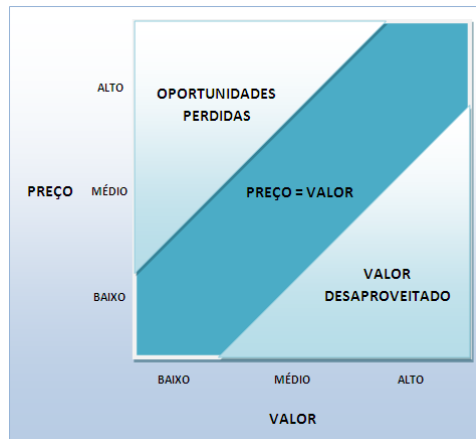 ALTO
OPORTUNIDADES
PERDIDAS
PREÇO
MÉDIO
PREÇO = VALOR
VALOR
DESAPROVEITADO
BAIXO
BAIXO
MÉDIO
ALTO
VALOR